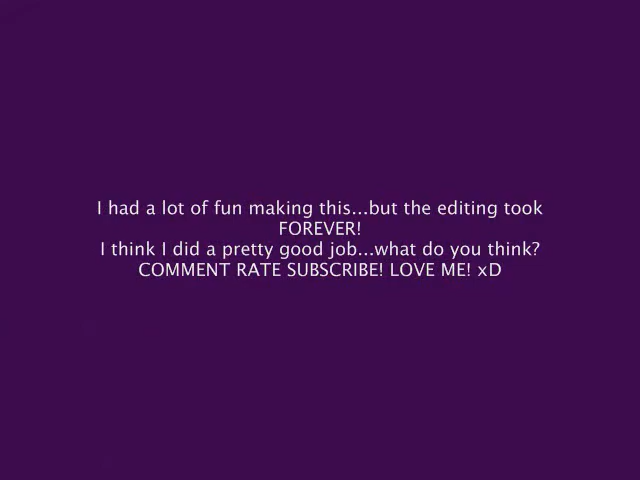 I had a lot of fun making this...but the editing took
FOREVER!
I think I did a pretty good job...what do you think?
COMMENT RATE SUBSCRIBE! LOVE ME! xD